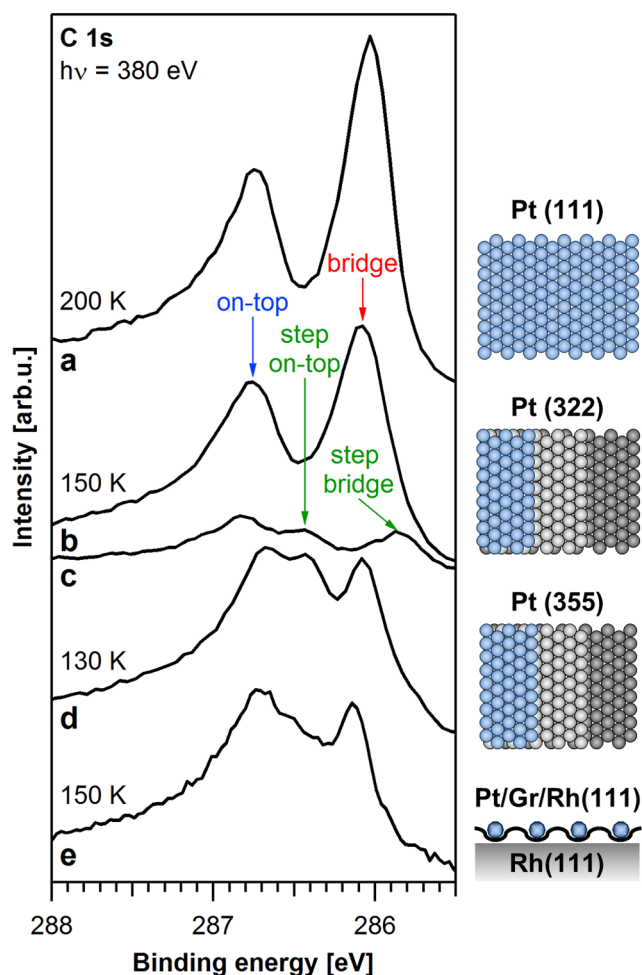 C 1s
hν = 380 eV
200 K
a
on-top
bridge
step
on-top
step
bridge
150 K
b
c
130 K
d
150 K
e
Intensity [arb.u.]
288
287
286
Binding energy [eV]
Pt (111)
Pt (322)
Pt (355)
Pt/Gr/Rh(111)
Rh(111)